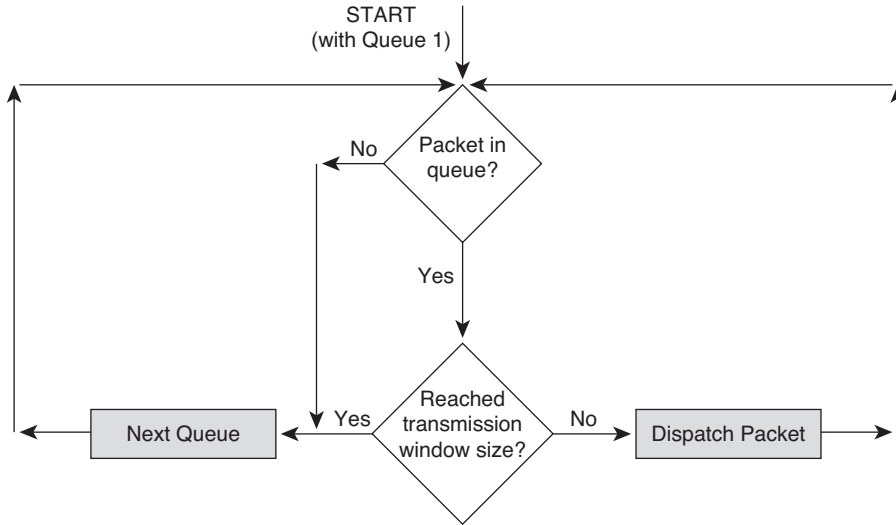 START
(with Queue 1)
Packet in
queue?
No
Yes
Reached
transmission
window size?
Yes
No
Next Queue
Dispatch Packet